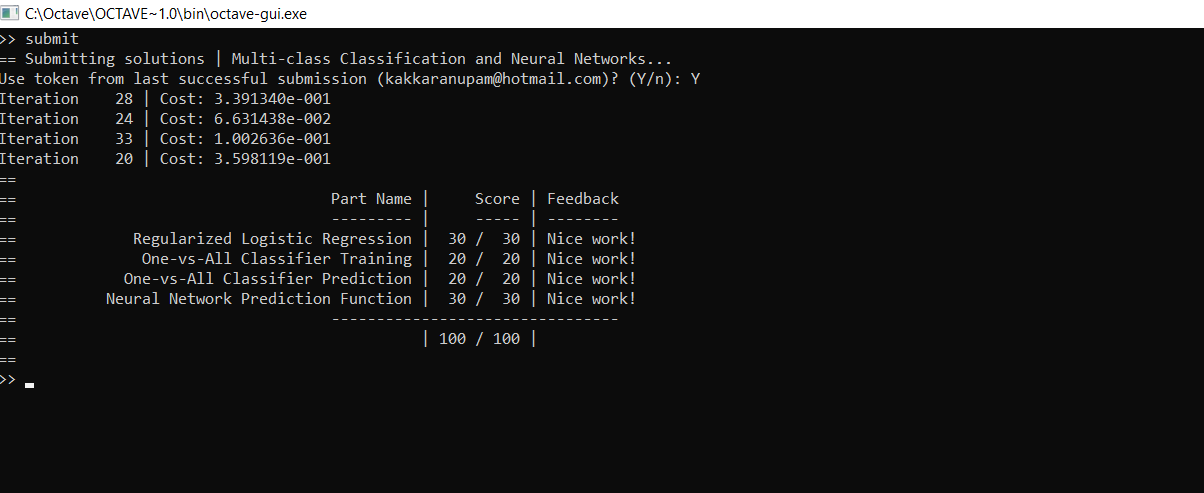 C:\Octave\OCTAVE~1.0\bin\octave-gui.exe
>> submit
== Submitting solutions | Multi-class Classification and Neural Networks...
Use token from last successful submission (kakkaranupam@hotmail.com)? (Y/n): Y
Iteration    28 | Cost: 3.391340e-001
Iteration    24 | Cost: 6.631438e-002
Iteration    33 | Cost: 1.002636e-001
Iteration    20 | Cost: 3.598119e-001
==
==                                   Part Name |     Score | Feedback
==                                   --------- |     ----- | --------
==             Regularized Logistic Regression |  30 /  30 | Nice work!
==              One-vs-All Classifier Training |  20 /  20 | Nice work!
==            One-vs-All Classifier Prediction |  20 /  20 | Nice work!
==          Neural Network Prediction Function |  30 /  30 | Nice work!
==                                   --------------------------------
==                                             | 100 / 100 |
==
>>